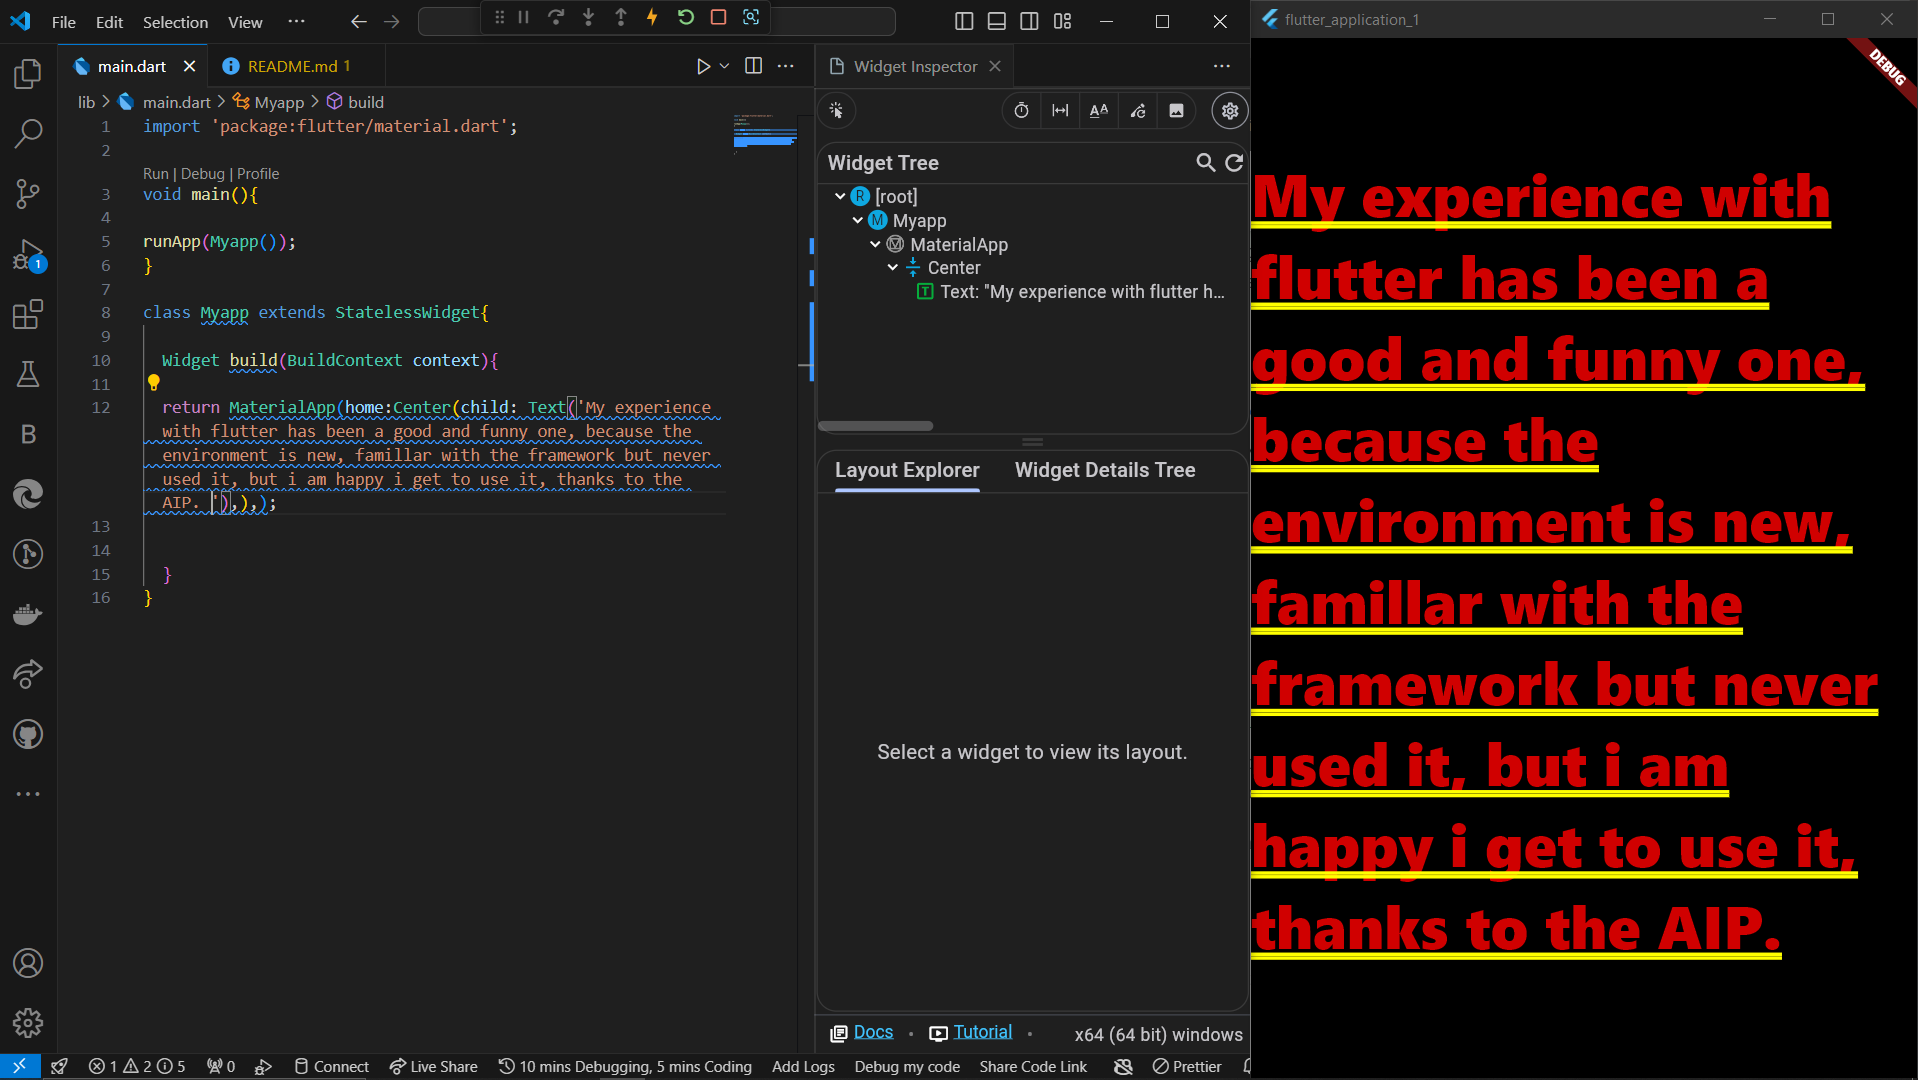 File Edit Selection View ···
main.dart
README.md 1
lib > main.dart > Myapp > build
1 import 'package:flutter/material.dart';
2
Run | Debug | Profile
3 void main(){
4
5 runApp(Myapp());
6 }
7
8 class Myapp extends StatelessWidget{
9
10 Widget build(BuildContext context){
11
12 return MaterialApp(home:Center(child: Text('My experience
with flutter has been a good and funny one, because the
environment is new, famillar with the framework but never
used it, but i am happy i get to use it, thanks to the
AIP. '),),);
13
14
15 }
16 }
1
B
Widget Inspector
Widget Tree
R [root]
M Myapp
M MaterialApp
Center
T Text: "My experience with flutter h...
Layout Explorer Widget Details Tree
Select a widget to view its layout.
Docs · Tutorial · x64 (64 bit) windows
1 2 5 0 Connect Live Share 10 mins Debugging, 5 mins Coding Add Logs Debug my code Share Code Link Prettier
flutter_application_1
DEBUG
My experience with
flutter has been a
good and funny one,
because the
environment is new,
famillar with the
framework but never
used it, but i am
happy i get to use it,
thanks to the AIP.